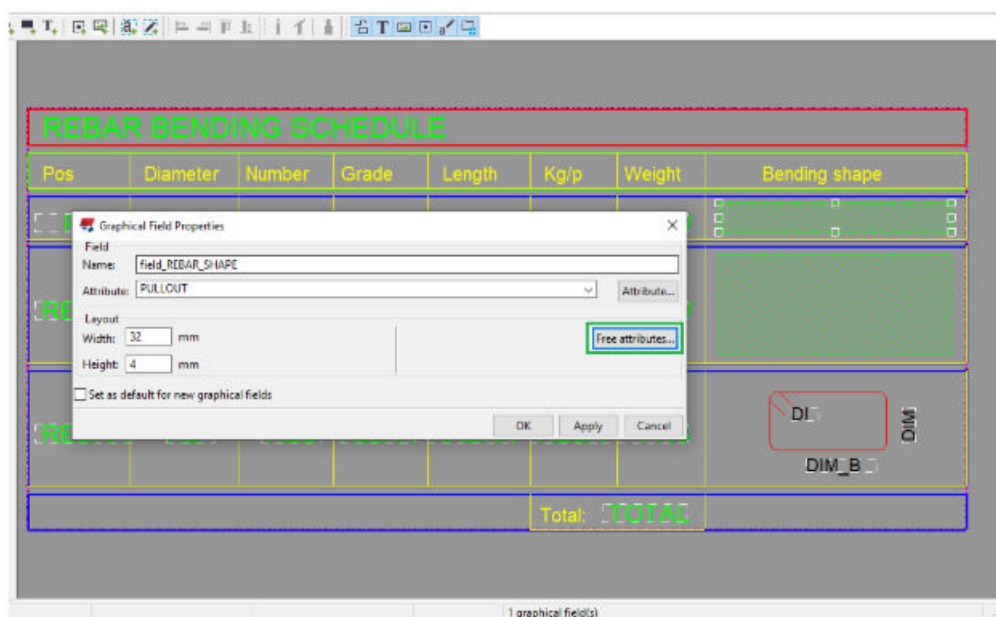 REBAR BENDING SCHEDULE
Pos Diameter Number Grade Length Kg/p Weight Bending shape
Graphical Field Properties
Field
Name: field_REBAR_SHAPE
Attribute: PULLOUT Attribute...
Layout
Width: 32 mm
Free attributes...
Height: 4 mm
Set as default for new graphical fields
OK Apply Cancel
DI
DIM
DIM_B
Total: TOTAL
1 graphical field(s)